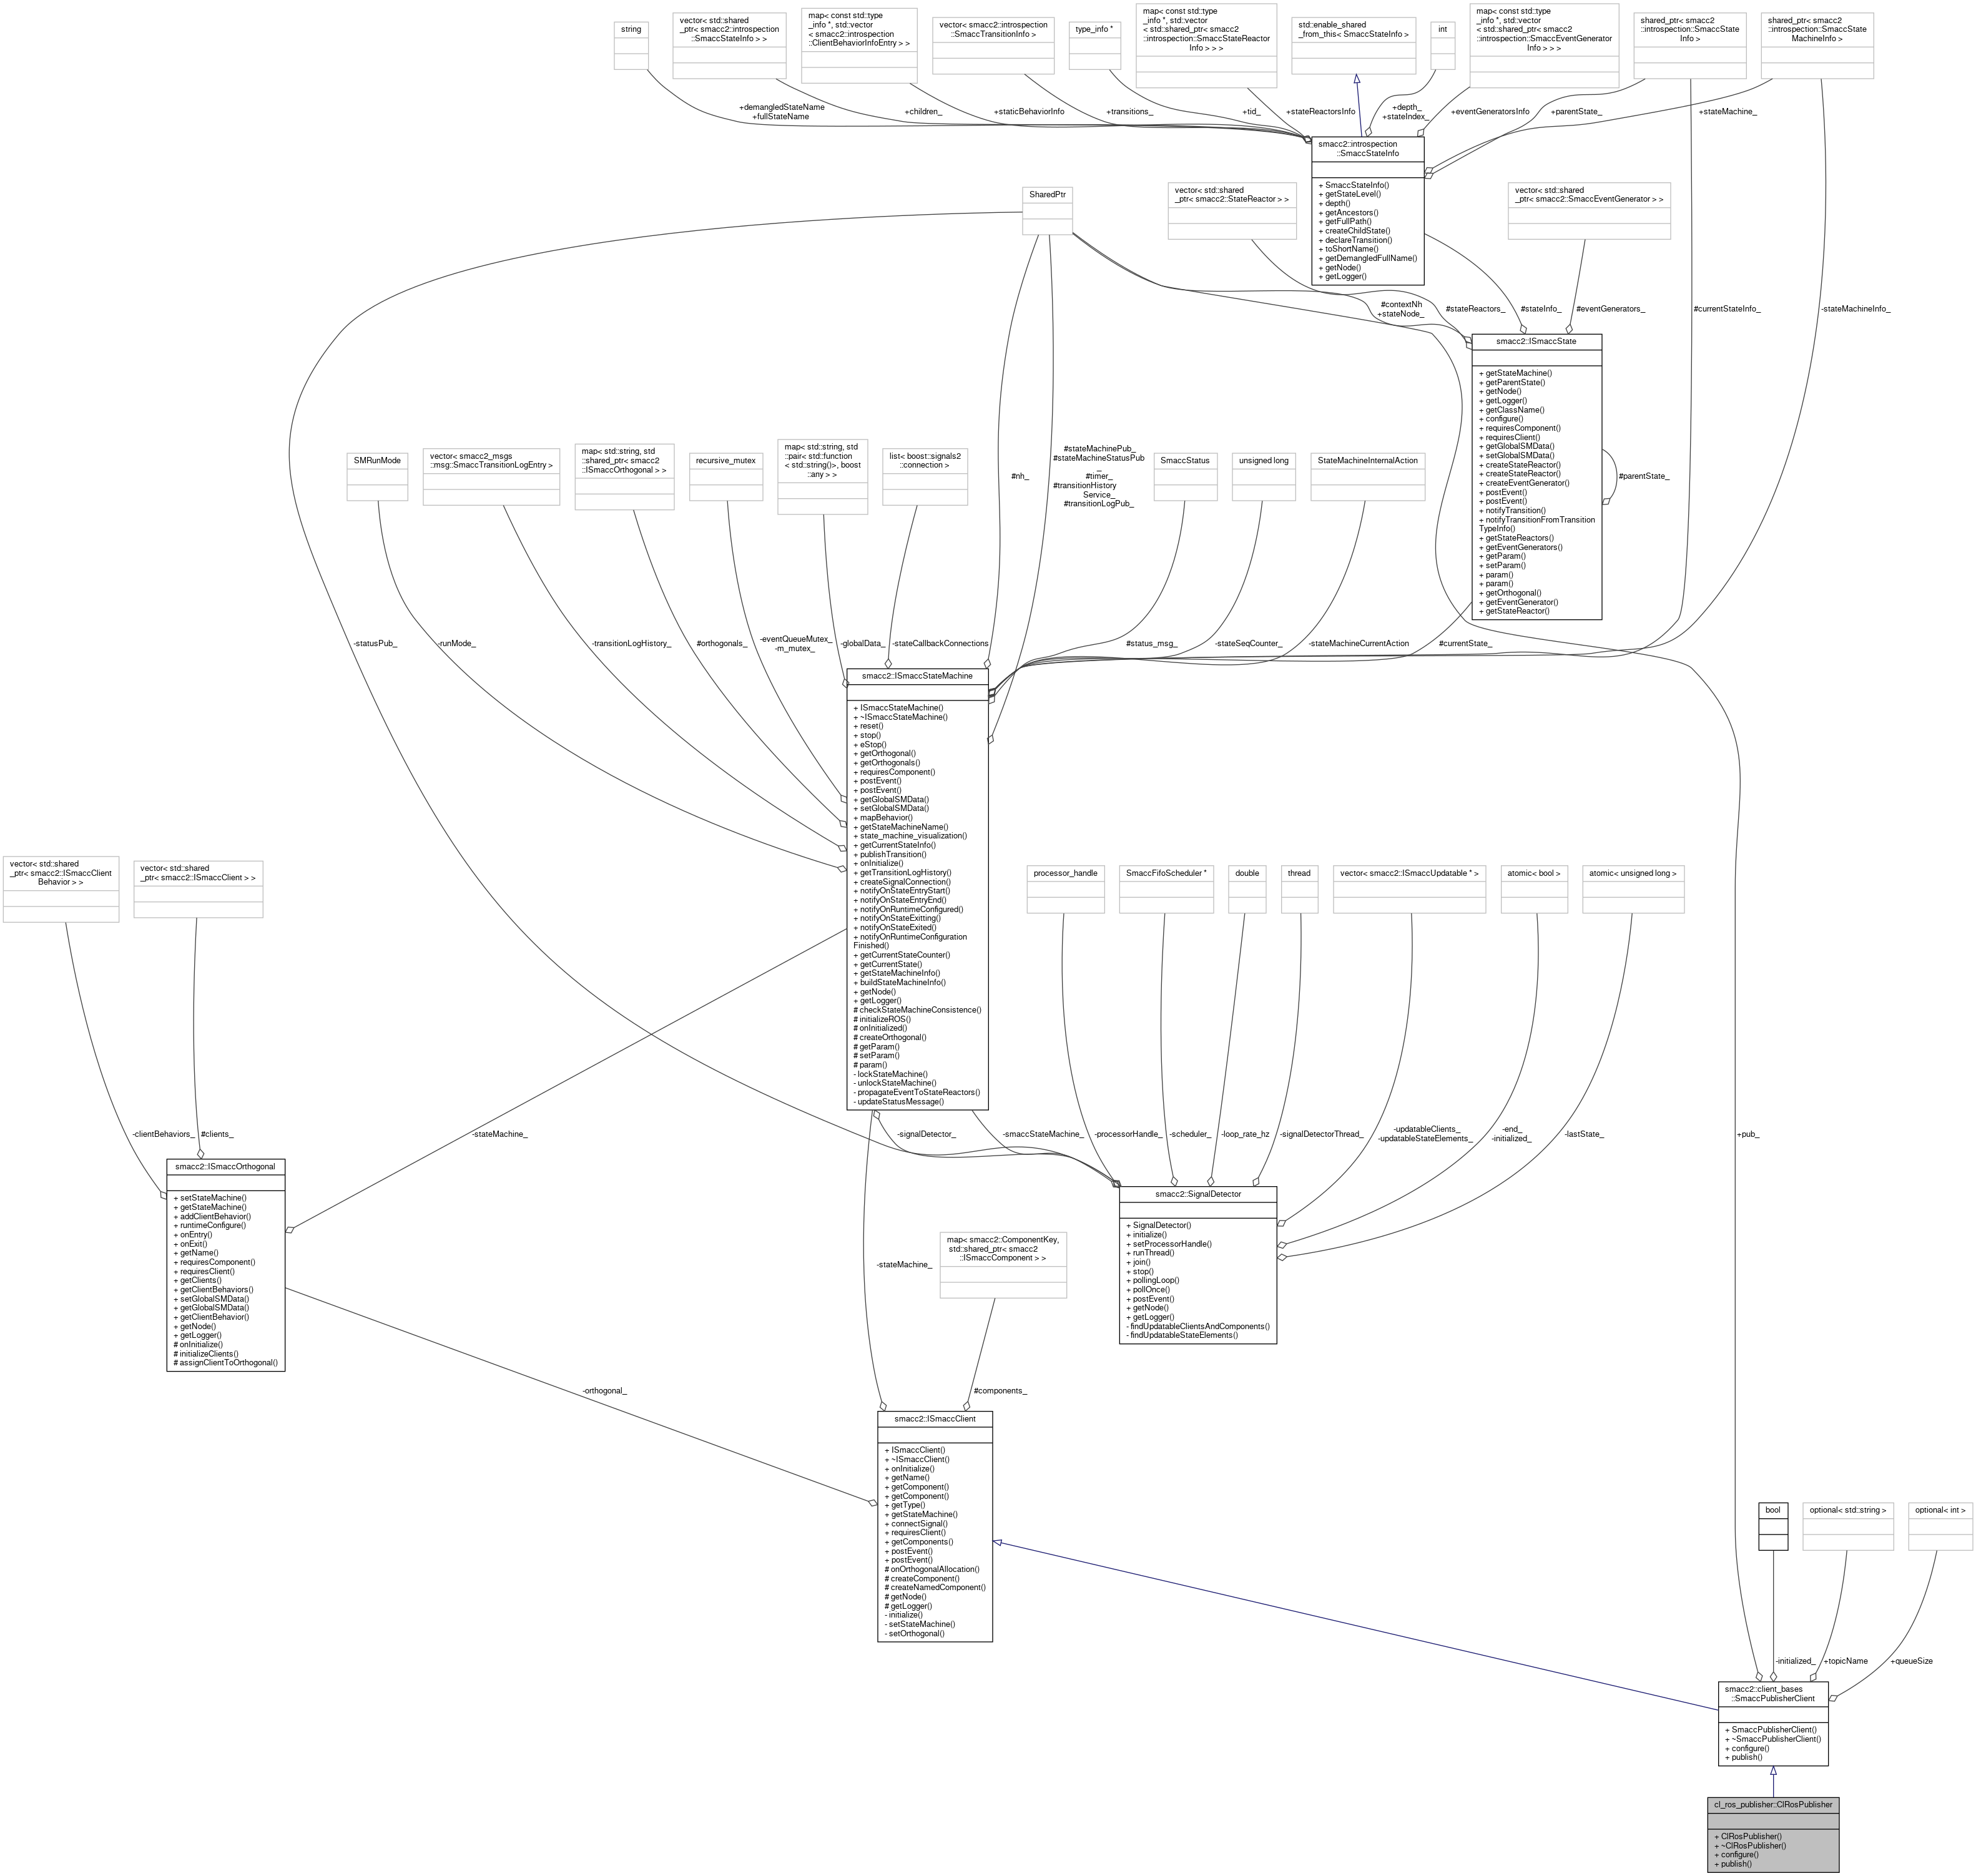 string
vector< std::shared
_ptr< smacc2::introspection
::SmaccStateInfo > >
map< const std::type
_info *, std::vector
< smacc2::introspection
::ClientBehaviorInfoEntry > >
vector< smacc2::introspection
::SmaccTransitionInfo >
type_info *
map< const std::type
_info *, std::vector
< std::shared_ptr< smacc2
::introspection::SmaccStateReactor
Info > > >
std::enable_shared
_from_this< SmaccStateInfo >
int
map< const std::type
_info *, std::vector
< std::shared_ptr< smacc2
::introspection::SmaccEventGenerator
Info > > >
shared_ptr< smacc2
::introspection::SmaccState
Info >
shared_ptr< smacc2
::introspection::SmaccState
MachineInfo >
+demangledStateName
+fullStateName
+children_
+staticBehaviorInfo
+transitions_
+tid_
+stateReactorsInfo
+depth_
+stateIndex_
+eventGeneratorsInfo
+parentState_
+stateMachine_
smacc2::introspection
::SmaccStateInfo
+ SmaccStateInfo()
+ getStateLevel()
+ depth()
+ getAncestors()
+ getFullPath()
+ createChildState()
+ declareTransition()
+ toShortName()
+ getDemangledFullName()
+ getNode()
+ getLogger()
SharedPtr
vector< std::shared
_ptr< smacc2::StateReactor > >
vector< std::shared
_ptr< smacc2::SmaccEventGenerator > >
#contextNh
+stateNode_
#stateReactors_
#stateInfo_
#eventGenerators_
#currentStateInfo_
-stateMachineInfo_
smacc2::ISmaccState
+ getStateMachine()
+ getParentState()
+ getNode()
+ getLogger()
+ getClassName()
+ configure()
+ requiresComponent()
+ requiresClient()
+ getGlobalSMData()
+ setGlobalSMData()
+ createStateReactor()
+ createStateReactor()
+ createEventGenerator()
+ postEvent()
+ postEvent()
+ notifyTransition()
+ notifyTransitionFromTransition
TypeInfo()
+ getStateReactors()
+ getEventGenerators()
+ getParam()
+ setParam()
+ param()
+ param()
+ getOrthogonal()
+ getEventGenerator()
+ getStateReactor()
#parentState_
SMRunMode
vector< smacc2_msgs
::msg::SmaccTransitionLogEntry >
map< std::string, std
::shared_ptr< smacc2
::ISmaccOrthogonal > >
recursive_mutex
map< std::string, std
::pair< std::function
< std::string()>, boost
::any > >
list< boost::signals2
::connection >
#nh_
#stateMachinePub_
#stateMachineStatusPub
_
#timer_
#transitionHistory
Service_
#transitionLogPub_
SmaccStatus
unsigned long
StateMachineInternalAction
-statusPub_
-runMode_
-transitionLogHistory_
#orthogonals_
-eventQueueMutex_
-m_mutex_
-globalData_
-stateCallbackConnections
#status_msg_
-stateSeqCounter_
-stateMachineCurrentAction
#currentState_
smacc2::ISmaccStateMachine
+ ISmaccStateMachine()
+ ~ISmaccStateMachine()
+ reset()
+ stop()
+ eStop()
+ getOrthogonal()
+ getOrthogonals()
+ requiresComponent()
+ postEvent()
+ postEvent()
+ getGlobalSMData()
+ setGlobalSMData()
+ mapBehavior()
+ getStateMachineName()
+ state_machine_visualization()
+ getCurrentStateInfo()
+ publishTransition()
+ onInitialize()
+ getTransitionLogHistory()
+ createSignalConnection()
+ notifyOnStateEntryStart()
+ notifyOnStateEntryEnd()
+ notifyOnRuntimeConfigured()
+ notifyOnStateExitting()
+ notifyOnStateExited()
+ notifyOnRuntimeConfiguration
Finished()
+ getCurrentStateCounter()
+ getCurrentState()
+ getStateMachineInfo()
+ buildStateMachineInfo()
+ getNode()
+ getLogger()
# checkStateMachineConsistence()
# initializeROS()
# onInitialized()
# createOrthogonal()
# getParam()
# setParam()
# param()
- lockStateMachine()
- unlockStateMachine()
- propagateEventToStateReactors()
- updateStatusMessage()
vector< std::shared
_ptr< smacc2::ISmaccClient
Behavior > >
vector< std::shared
_ptr< smacc2::ISmaccClient > >
processor_handle
SmaccFifoScheduler *
double
thread
vector< smacc2::ISmaccUpdatable * >
atomic< bool >
atomic< unsigned long >
-clientBehaviors_
#clients_
-stateMachine_
-signalDetector_
-smaccStateMachine_
-processorHandle_
-scheduler_
-loop_rate_hz
-signalDetectorThread_
-updatableClients_
-updatableStateElements_
-end_
-initialized_
-lastState_
+pub_
smacc2::ISmaccOrthogonal
+ setStateMachine()
+ getStateMachine()
+ addClientBehavior()
+ runtimeConfigure()
+ onEntry()
+ onExit()
+ getName()
+ requiresComponent()
+ requiresClient()
+ getClients()
+ getClientBehaviors()
+ setGlobalSMData()
+ getGlobalSMData()
+ getClientBehavior()
+ getNode()
+ getLogger()
# onInitialize()
# initializeClients()
# assignClientToOrthogonal()
smacc2::SignalDetector
+ SignalDetector()
+ initialize()
+ setProcessorHandle()
+ runThread()
+ join()
+ stop()
+ pollingLoop()
+ pollOnce()
+ postEvent()
+ getNode()
+ getLogger()
- findUpdatableClientsAndComponents()
- findUpdatableStateElements()
-stateMachine_
map< smacc2::ComponentKey,
std::shared_ptr< smacc2
::ISmaccComponent > >
-orthogonal_
#components_
smacc2::ISmaccClient
+ ISmaccClient()
+ ~ISmaccClient()
+ onInitialize()
+ getName()
+ getComponent()
+ getComponent()
+ getType()
+ getStateMachine()
+ connectSignal()
+ requiresClient()
+ getComponents()
+ postEvent()
+ postEvent()
# onOrthogonalAllocation()
# createComponent()
# createNamedComponent()
# getNode()
# getLogger()
- initialize()
- setStateMachine()
- setOrthogonal()
bool
optional< std::string >
optional< int >
-initialized_
+topicName
+queueSize
smacc2::client_bases
::SmaccPublisherClient
+ SmaccPublisherClient()
+ ~SmaccPublisherClient()
+ configure()
+ publish()
cl_ros_publisher::ClRosPublisher
+ ClRosPublisher()
+ ~ClRosPublisher()
+ configure()
+ publish()